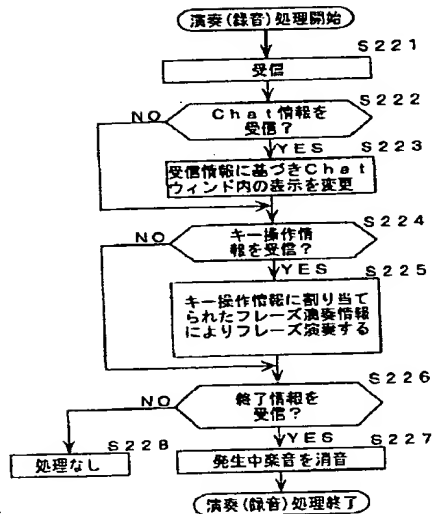 演奏(録音)処理開始
S221
受信
S222
Chat情報を
受信?
NO
YES
S223
受信情報に基づきChat
ウィンド内の表示を変更
S224
キー操作情
報を受信?
NO
YES
S225
キー操作情報に割り当て
られたフレーズ演奏情報
によりフレーズ演奏する
S226
終了情報を
受信?
NO
YES
S228
処理なし
S227
発生中楽音を消音
演奏(録音)処理終了